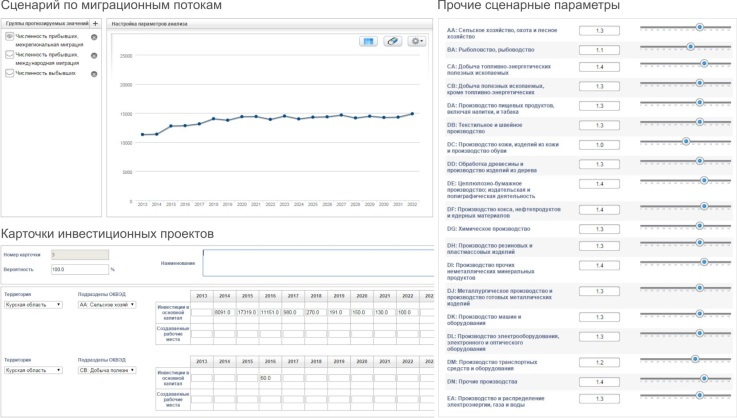 Сценарий по миграционным потокам
Группы прогнозируемых значений +
Численность прибывших,
межрегиональная миграция
Численность прибывших,
международная миграция
Численность выбывших
Настройка параметров анализа
25000
20000
15000
10000
5000
0
2013 2014 2015 2016 2017 2018 2019 2020 2021 2022 2023 2024 2025 2026 2027 2028 2029 2030 2031 2032
Карточки инвестиционных проектов
Номер карточки 1
Вероятность 100.0 %
Наименование
Территория Подразделы ОКВЭД 2013 2014 2015 2016 2017 2018 2019 2020 2021 2022 202
Курская область AA: Сельское хозяй
Инвестиции в
основной
капитал
8091.0 17319.0 11151.0 980.0 270.0 191.0 150.0 130.0 100.0
Создаваемые
рабочие
места
Территория Подразделы ОКВЭД 2013 2014 2015 2016 2017 2018 2019 2020 2021 2022 202
Курская область CB: Добыча полезн
Инвестиции в
основной
капитал
60.0
Создаваемые
рабочие
места
Прочие сценарные параметры
AA: Сельское хозяйство, охота и лесное
хозяйство
1.3
BA: Рыболовство, рыбоводство 1.1
CA: Добыча топливно-энергетических
полезных ископаемых
1.4
CB: Добыча полезных ископаемых,
кроме топливно-энергетических
1.3
DA: Производство пищевых продуктов,
включая напитки, и табака
1.3
DB: Текстильное и швейное
производство
1.3
DC: Производство кожи, изделий из кожи
и производство обуви
1.0
DD: Обработка древесины и
производство изделий из дерева
1.3
DE: Целлюлозно-бумажное
производство; издательская и
полиграфическая деятельность
1.4
DF: Производство кокса, нефтепродуктов
и ядерных материалов
1.4
DG: Химическое производство 1.3
DH: Производство резиновых и
пластмассовых изделий
1.3
DI: Производство прочих
неметаллических минеральных
продуктов
1.4
DJ: Металлургическое производство и
производство готовых металлических
изделий
1.3
DK: Производство машин и
оборудования
1.3
DL: Производство электрооборудования,
электронного и оптического
оборудования
1.3
DM: Производство транспортных
средств и оборудования
1.2
DN: Прочие производства 1.4
EA: Производство и распределение
электроэнергии, газа и воды
1.3